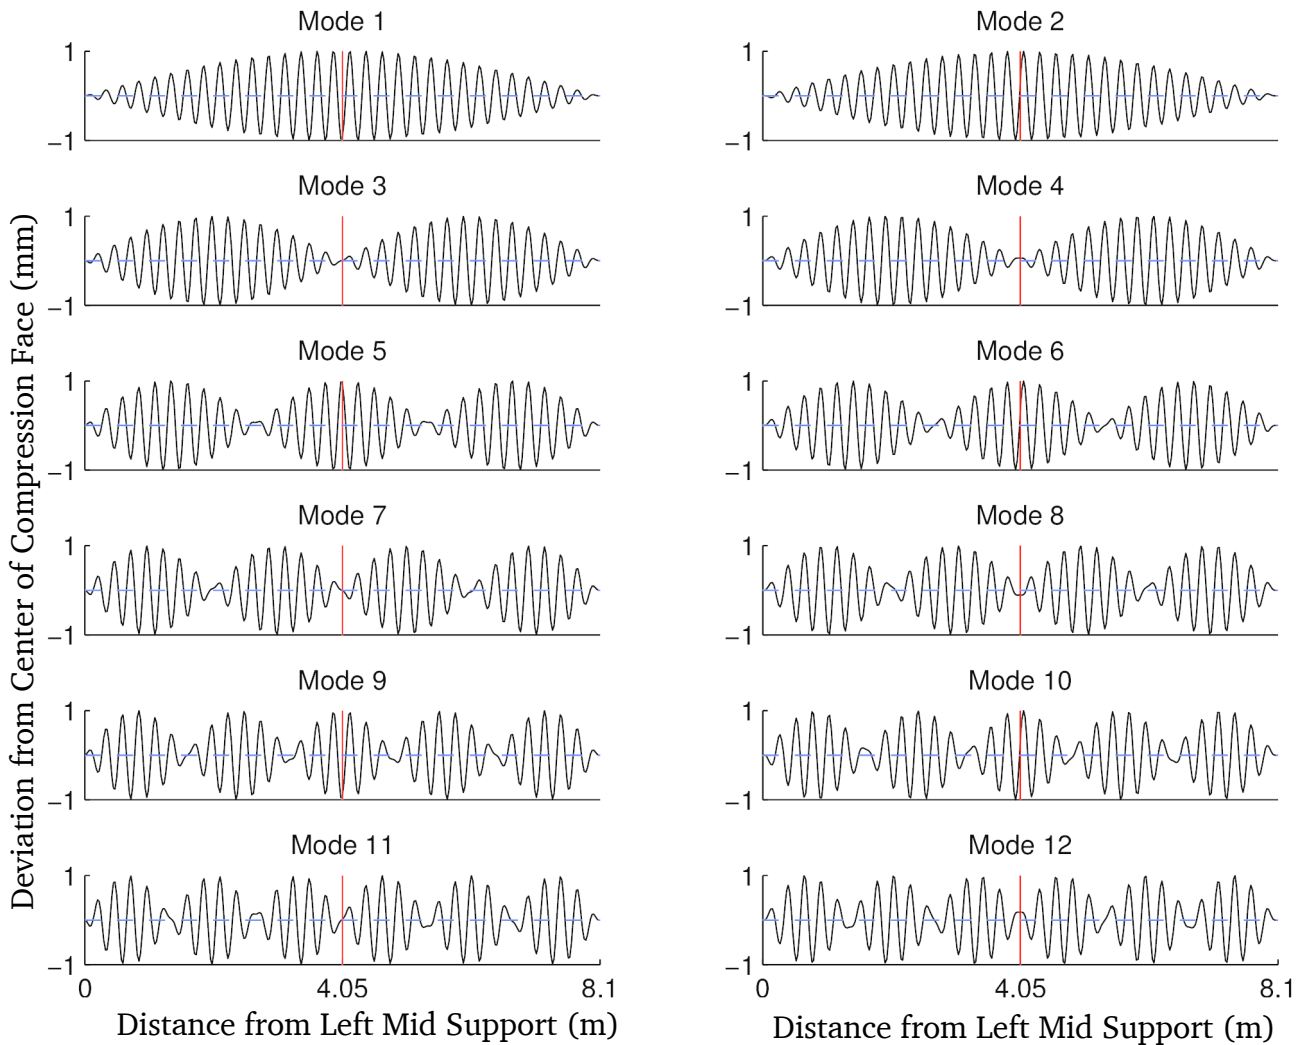 Mode 1
Mode 2
1
−1
1
−1
Mode 3
Mode 4
1
−1
1
−1
Mode 5
Mode 6
1
−1
1
−1
Mode 7
Mode 8
1
−1
1
−1
Mode 9
Mode 10
1
−1
1
−1
Mode 11
Mode 12
1
−1
1
−1
0 4.05 8.1
0 4.05 8.1
Distance from Left Mid Support (m)
Distance from Left Mid Support (m)
Deviation from Center of Compression Face (mm)